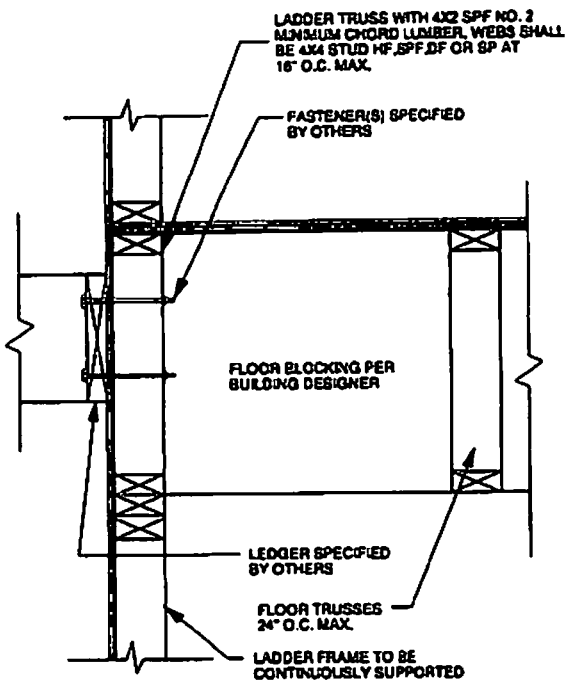 LADDER TRUSS WITH 4X2 SPF NO. 2
MINIMUM CHORD LUMBER, WEBS SHALL
BE 4X4 STUD HF,SPF,DF OR SP AT
16" O.C. MAX.
FASTENER(S) SPECIFIED
BY OTHERS
FLOOR BLOCKING PER
BUILDING DESIGNER
LEDGER SPECIFIED
BY OTHERS
FLOOR TRUSSES
24" O.C. MAX.
LADDER FRAME TO BE
CONTINUOUSLY SUPPORTED